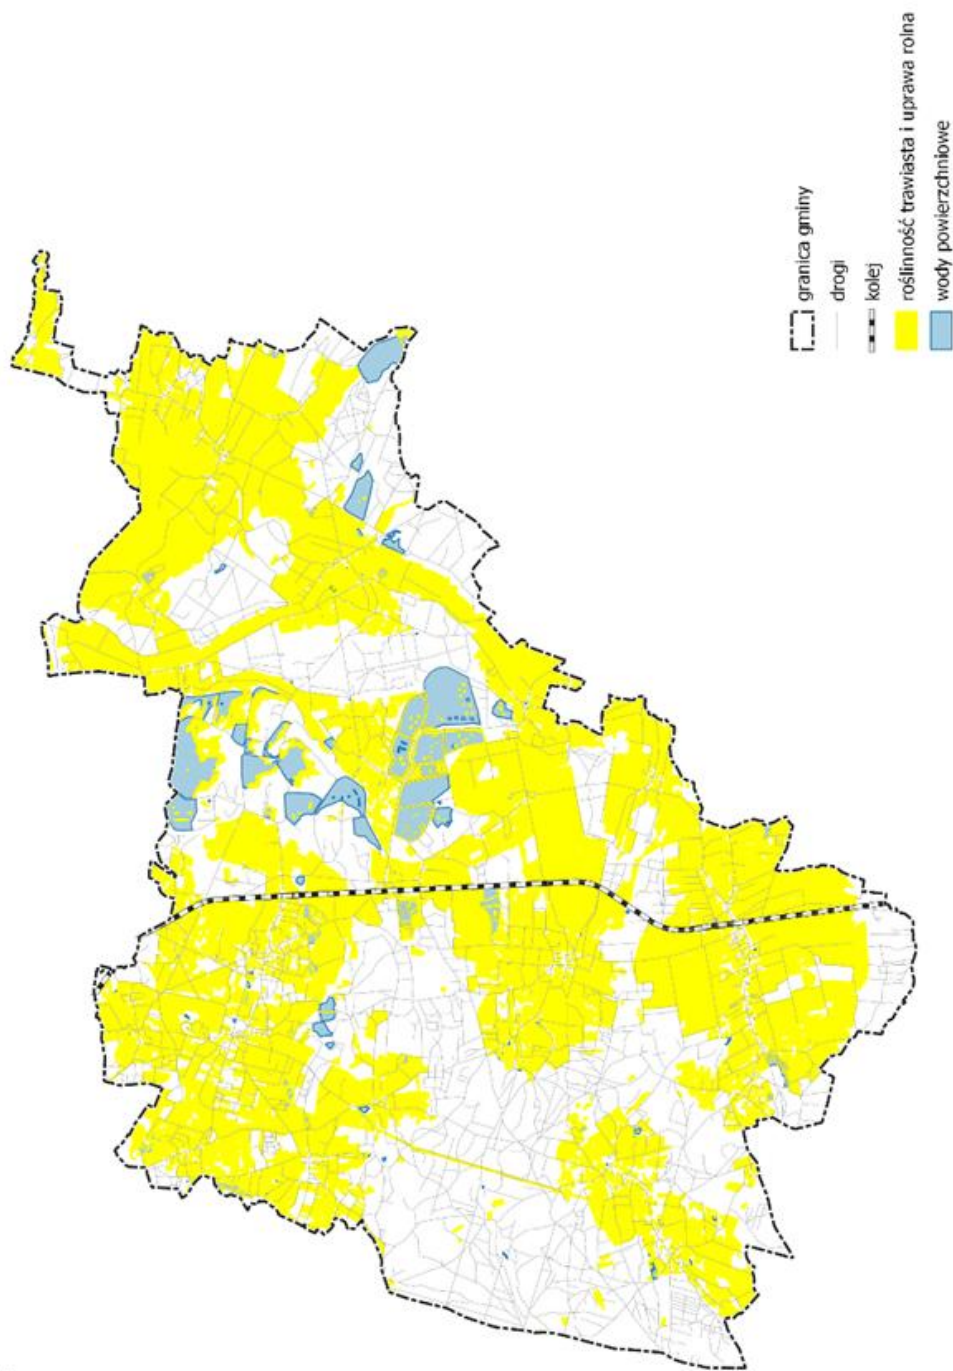 granica gminy
drogi
kolej
roślinność trawiasta i uprawa rolna
wody powierzchniowe